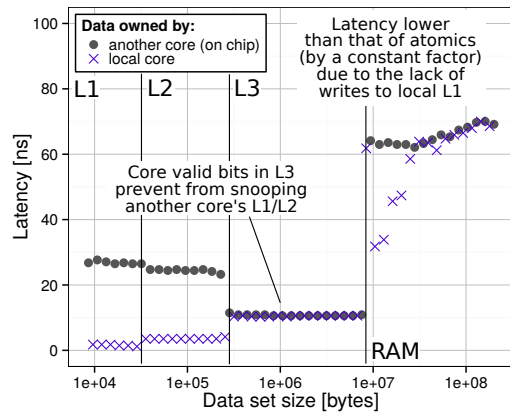 Data owned by:
another core (on chip)
local core
L1
L2
L3
Latency lower
than that of atomics
(by a constant factor)
due to the lack of
writes to local L1
Core valid bits in L3
prevent from snooping
another core's L1/L2
RAM
Latency [ns]
100
80
60
40
20
0
1e+04
1e+05
1e+06
1e+07
1e+08
Data set size [bytes]